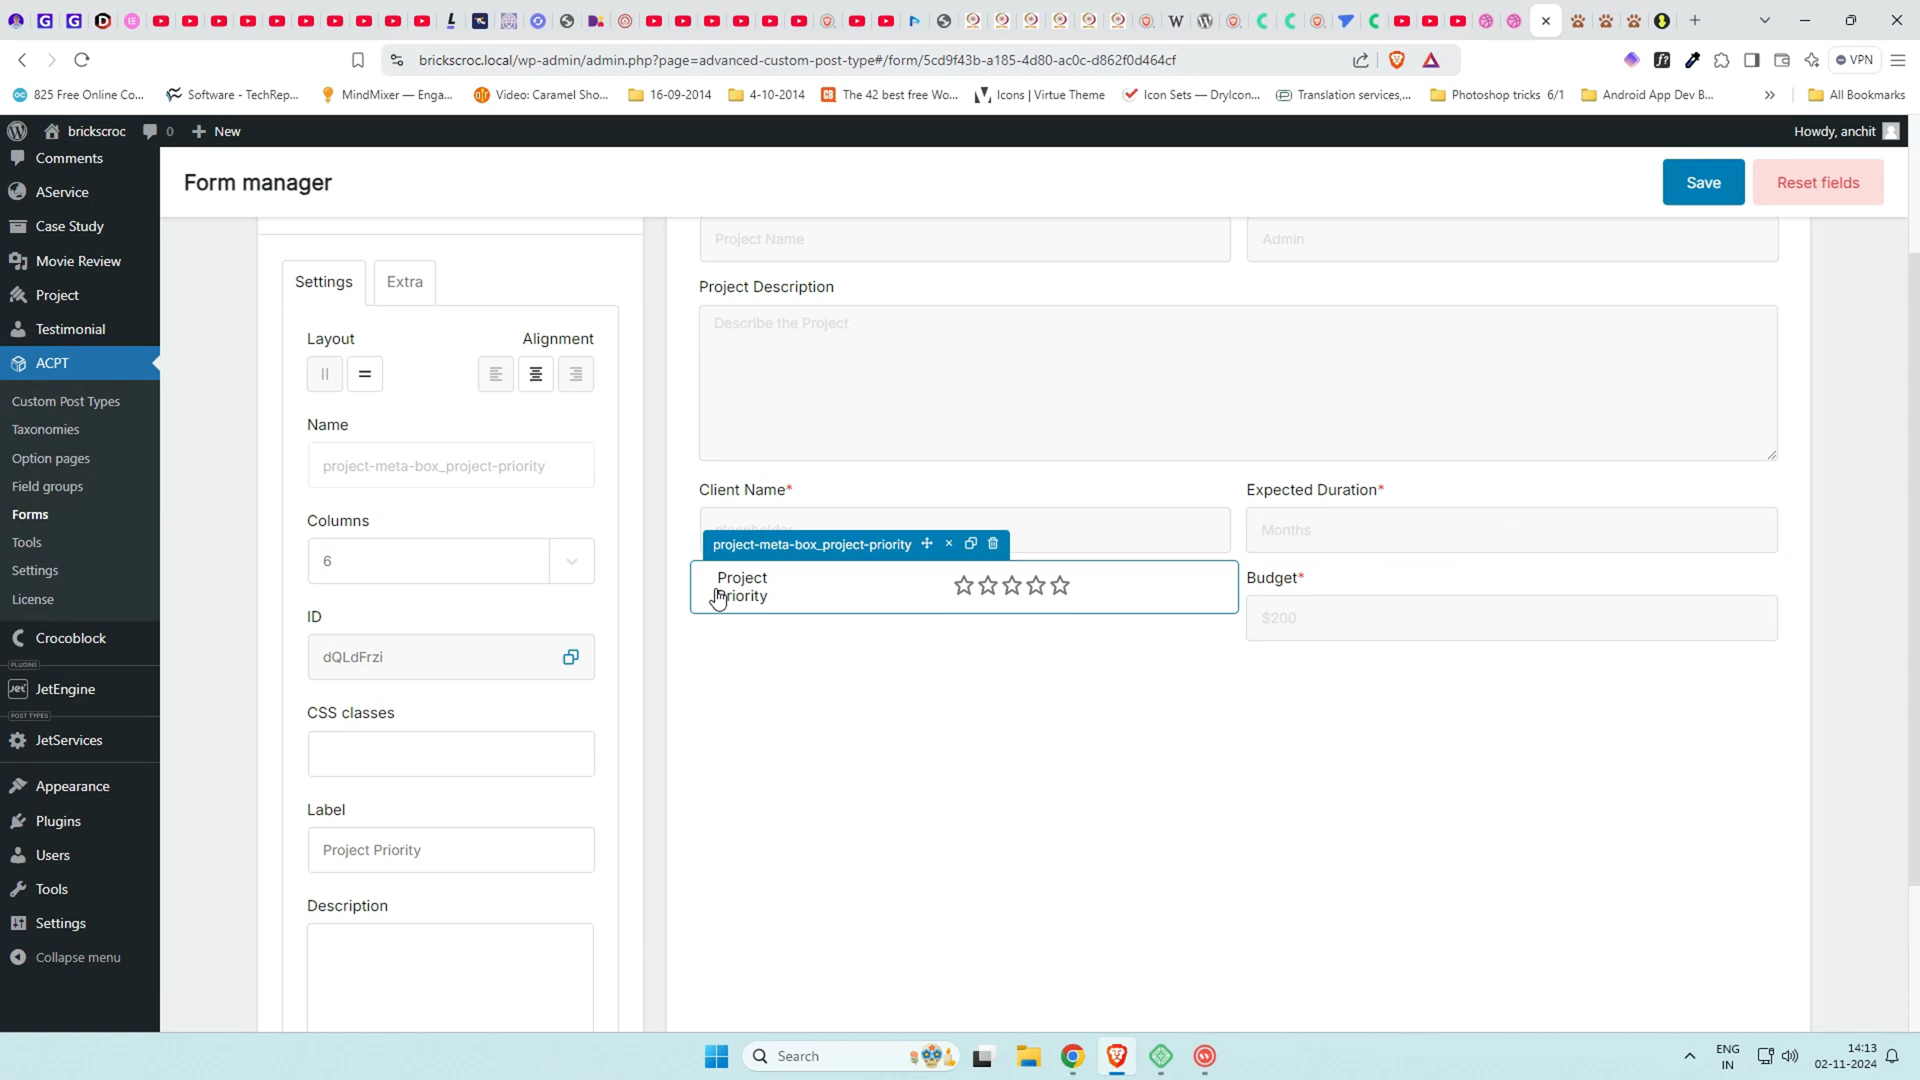 brickscroc.local/wp-admin/admin.php?page=advanced-custom-post-type#/form/5cd9f43b-a185-4d80-ac0c-d862f0d464cf
VPN
825 Free Online Co...
Software - TechRep...
MindMixer — Enga...
Video: Caramel Sho...
16-09-2014
4-10-2014
The 42 best free Wo...
Icons | Virtue Theme
Icon Sets — DryIcon...
Translation services,...
Photoshop tricks 6/1
Android App Dev B...
All Bookmarks
brickscroc
0
New
Howdy, anchit
Comments
AService
Case Study
Movie Review
Project
Testimonial
ACPT
Custom Post Types
Taxonomies
Option pages
Field groups
Forms
Tools
Settings
License
Crocoblock
PLUGINS
JetEngine
POST TYPES
JetServices
Appearance
Plugins
Users
Tools
Settings
Collapse menu
Form manager
Save
Reset fields
Settings
Extra
Layout
Alignment
Name
project-meta-box_project-priority
Columns
6
ID
dQLdFrzi
CSS classes
Label
Project Priority
Description
Project Name
Admin
Project Description
Describe the Project
Client Name*
Expected Duration*
Months
project-meta-box_project-priority
Project
Priority
Budget*
$200
Search
ENG
IN
14:13
02-11-2024